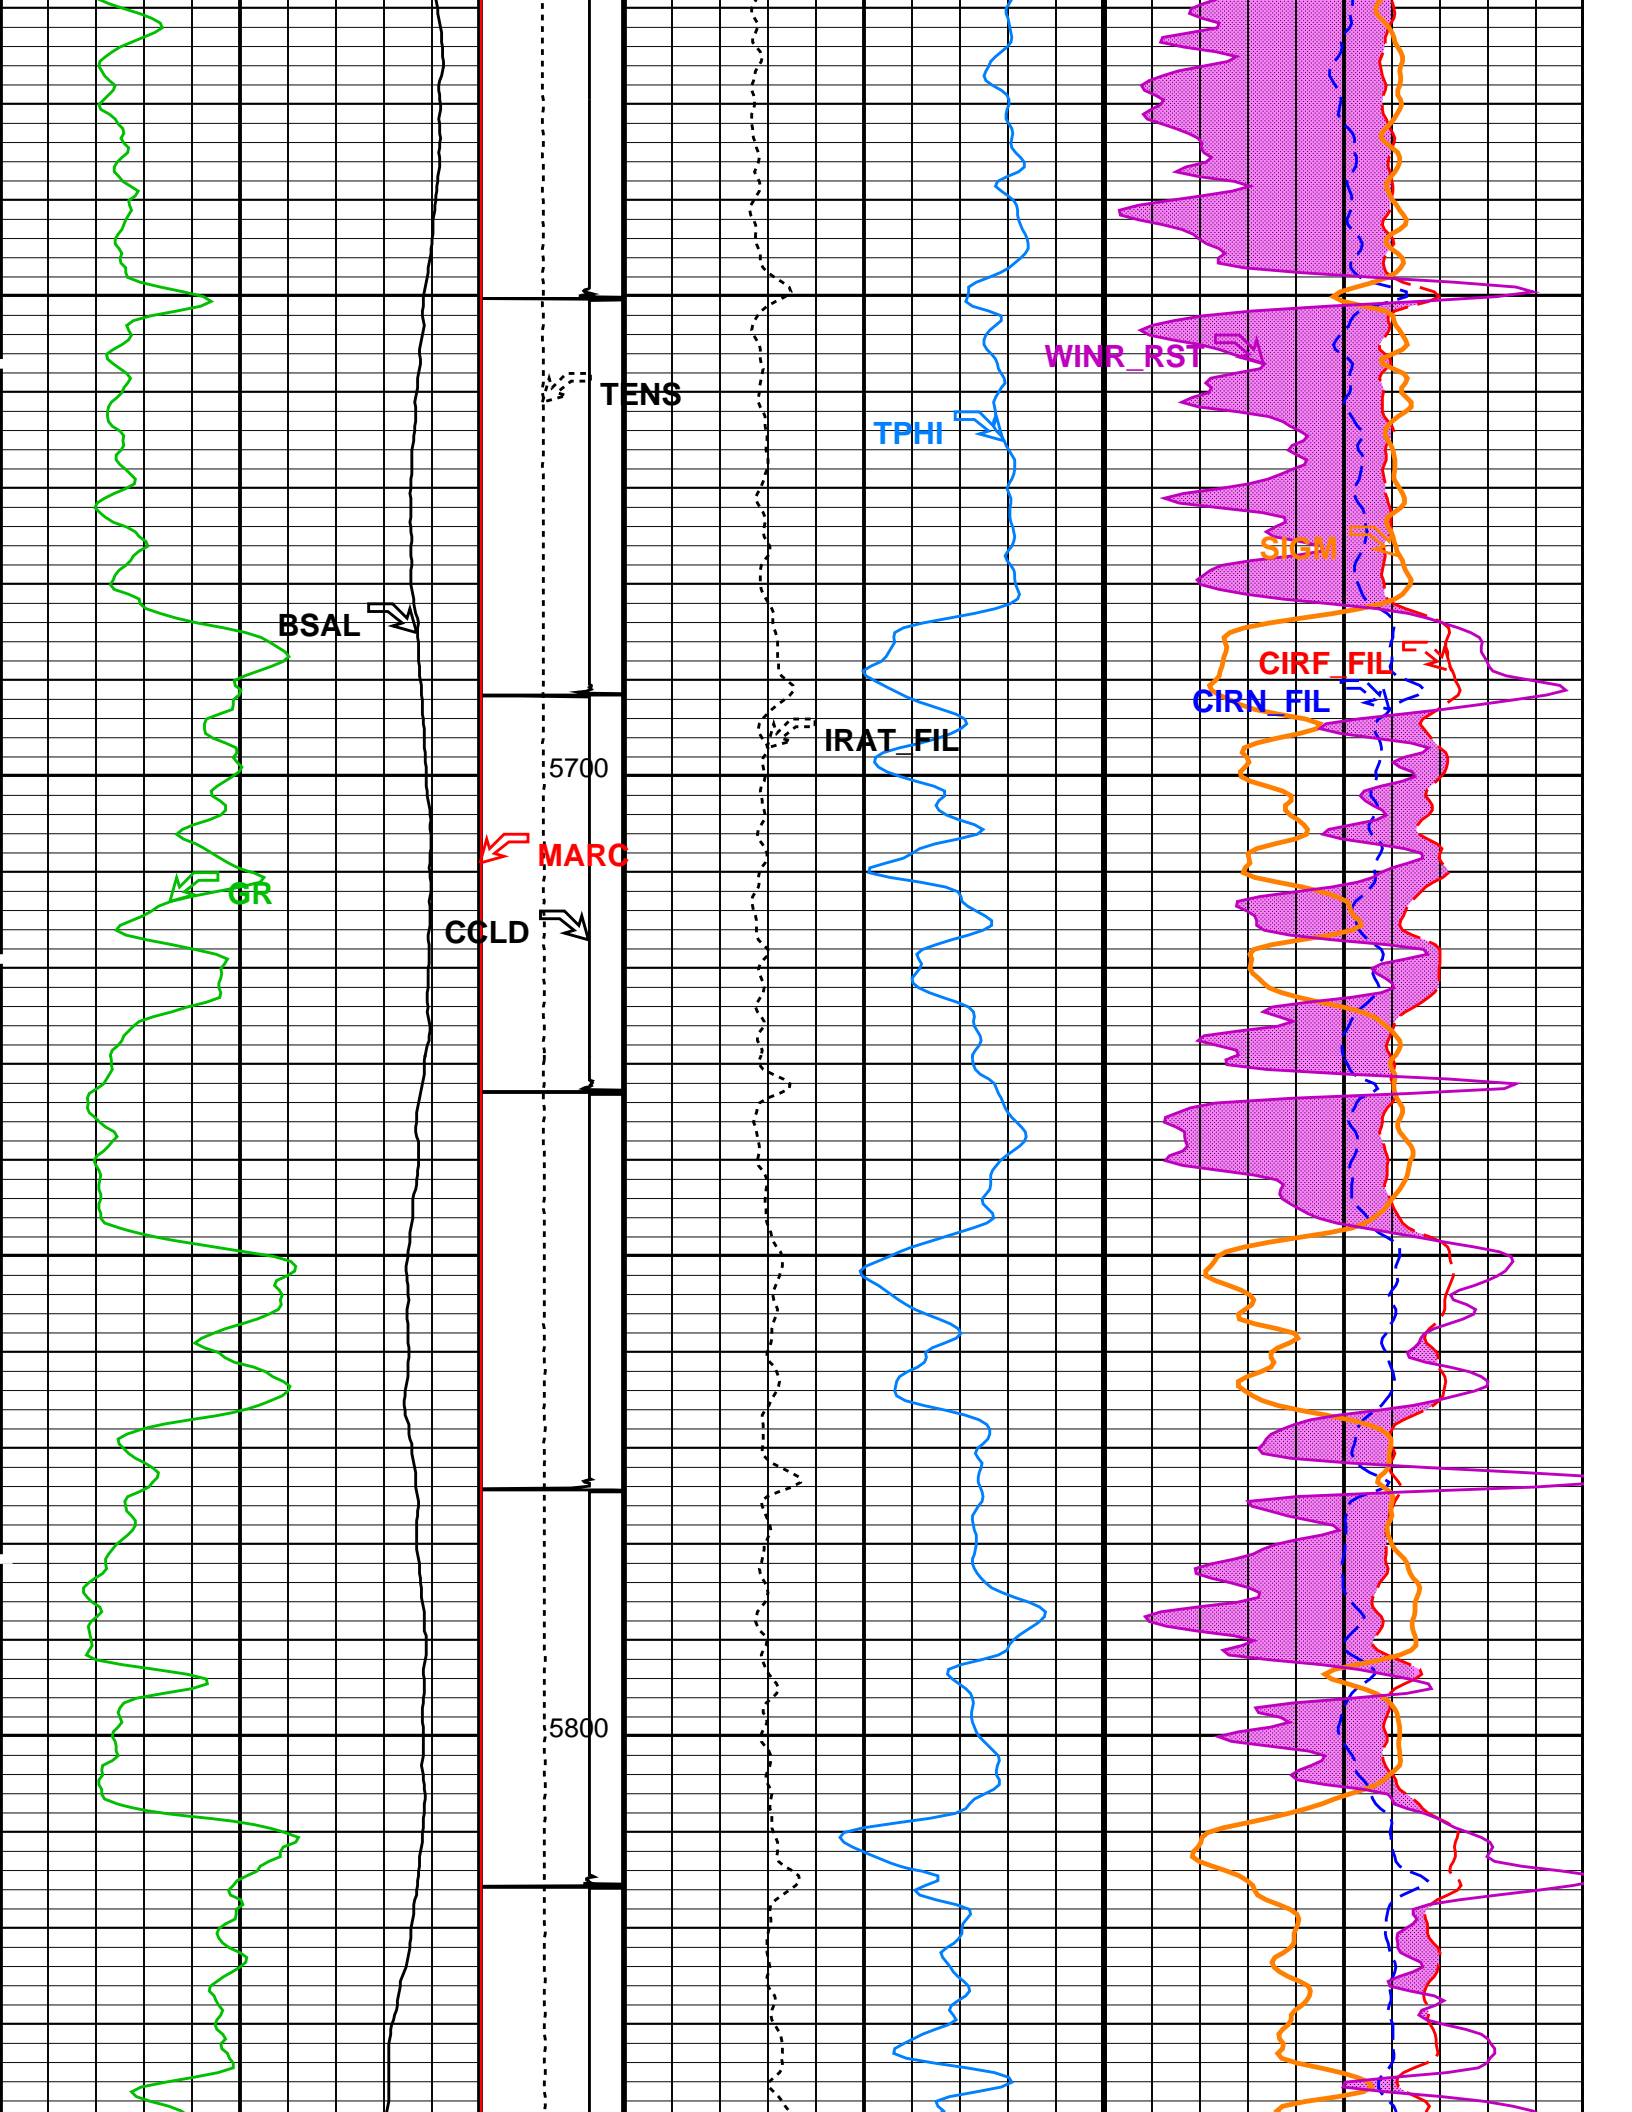 WINR_RST
TENS
TPHI
SIGM
BSAL
CIRF_FIL
CIRN_FIL
IRAT_FIL
5700
MARC
GR
CCLD
5800